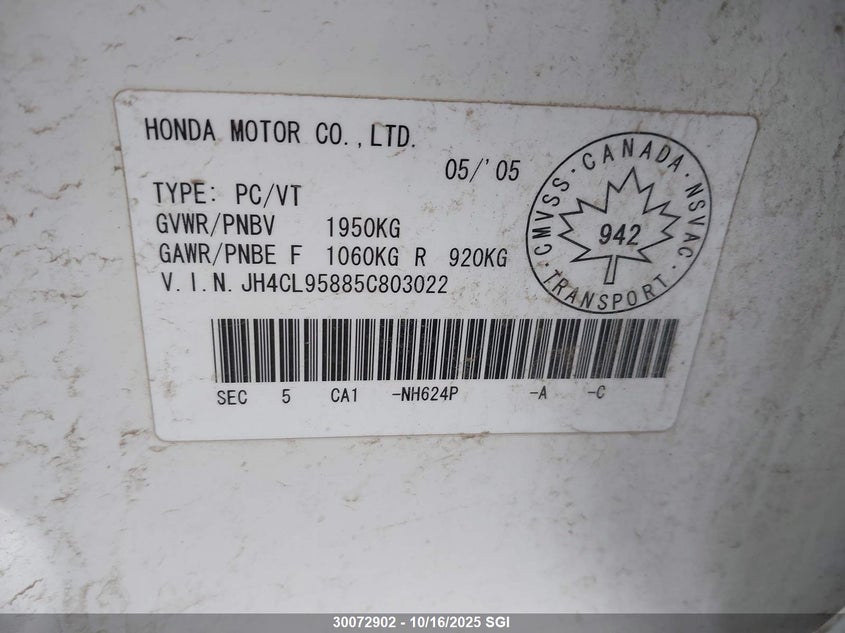 HONDA MOTOR CO.,LTD.
05/'05
TYPE: PC/VT
GVWR/PNBV 1950KG
GAWR/PNBE F 1060KG R 920KG
V.I.N. JH4CL95885C803022
CMVSS · CANADA · NSVAC · TRANSPORT ·
942
SEC 5 CA1 -NH624P -A -C
30072902 - 10/16/2025 SGI